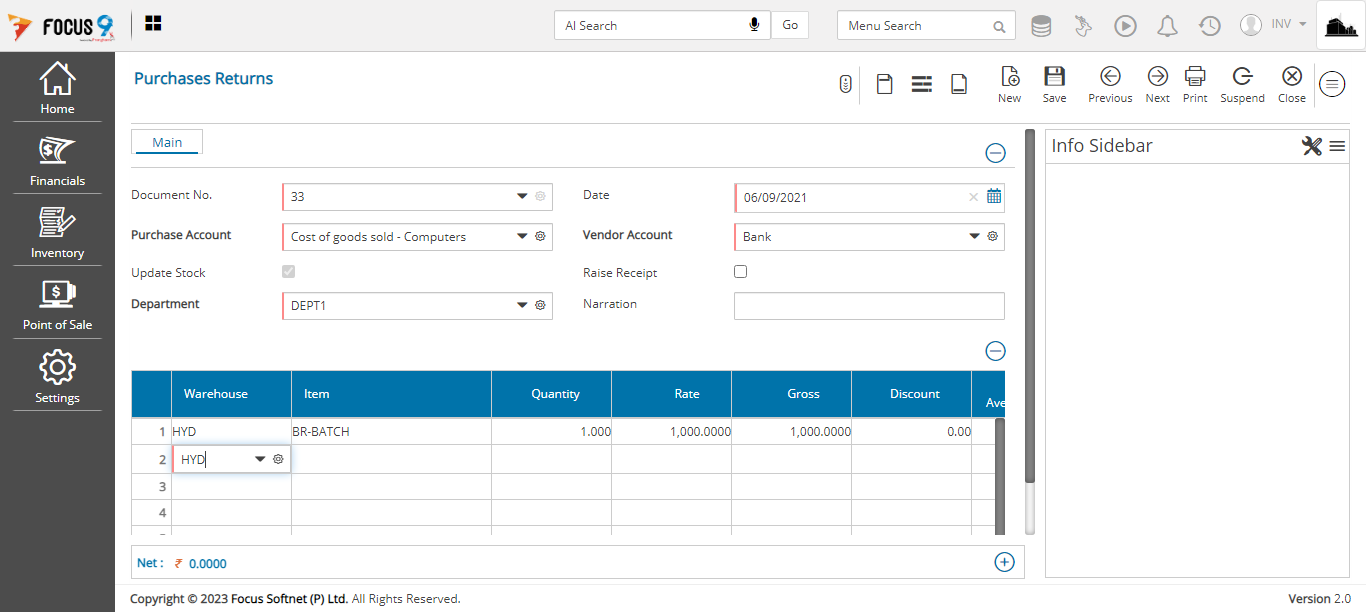 FOCUS 9
AI Search
Go
Menu Search
INV
Home
Financials
Inventory
Point of Sale
Settings
Purchases Returns
New
Save
Previous
Next
Print
Suspend
Close
Main
Info Sidebar
Document No.
33
Date
06/09/2021
Purchase Account
Cost of goods sold - Computers
Vendor Account
Bank
Update Stock
Raise Receipt
Department
DEPT1
Narration
Warehouse Item Quantity Rate Gross Discount Ave
1 HYD BR-BATCH 1.000 1,000.0000 1,000.0000 0.00
2 HYD
3
4
Net : ₹ 0.0000
Copyright © 2023 Focus Softnet (P) Ltd. All Rights Reserved.
Version 2.0